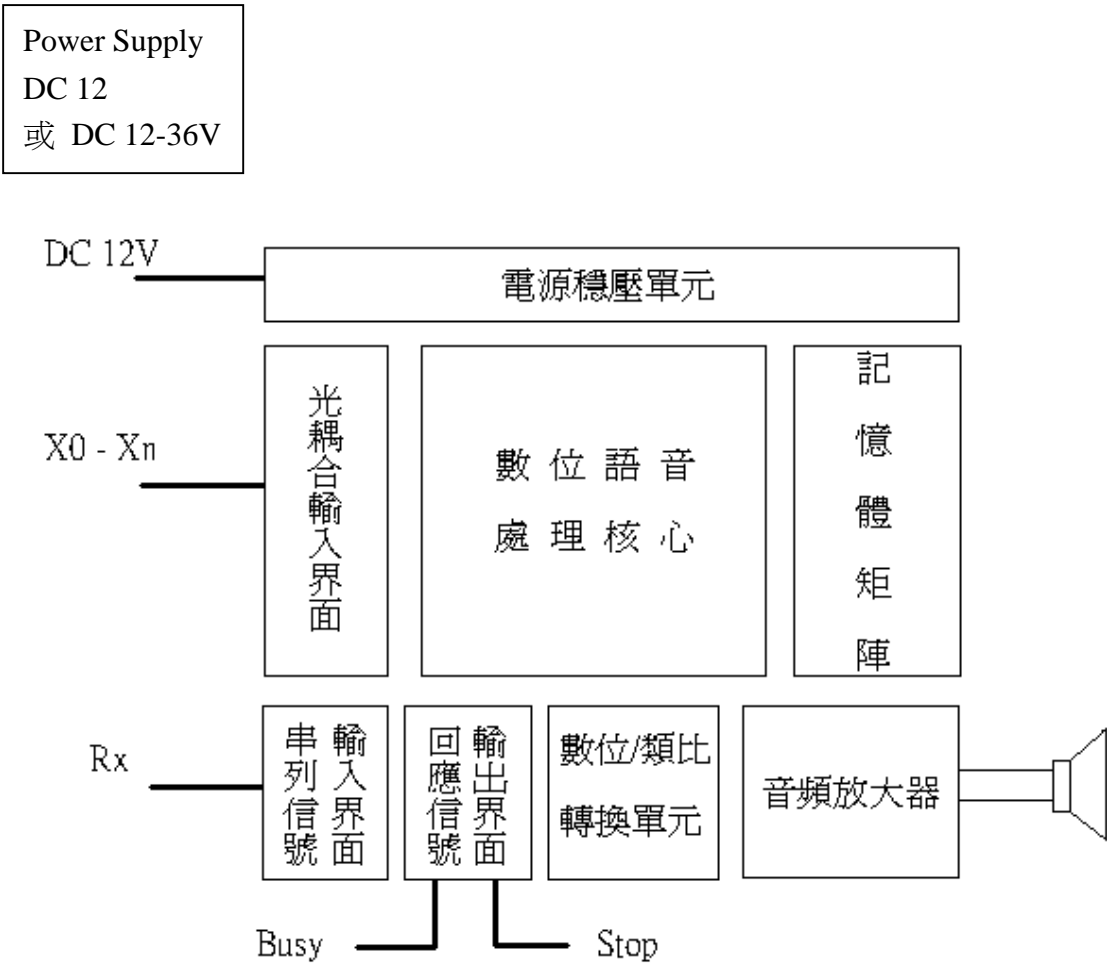 Power Supply
DC 12
或 DC 12-36V
DC 12V
電源穩壓單元
X0 - Xn
光耦合輸入界面
數位語音
處理核心
記憶體矩陣
Rx
串列信號
輸入界面
回應信號
輸出界面
數位/類比
轉換單元
音頻放大器
Busy
Stop